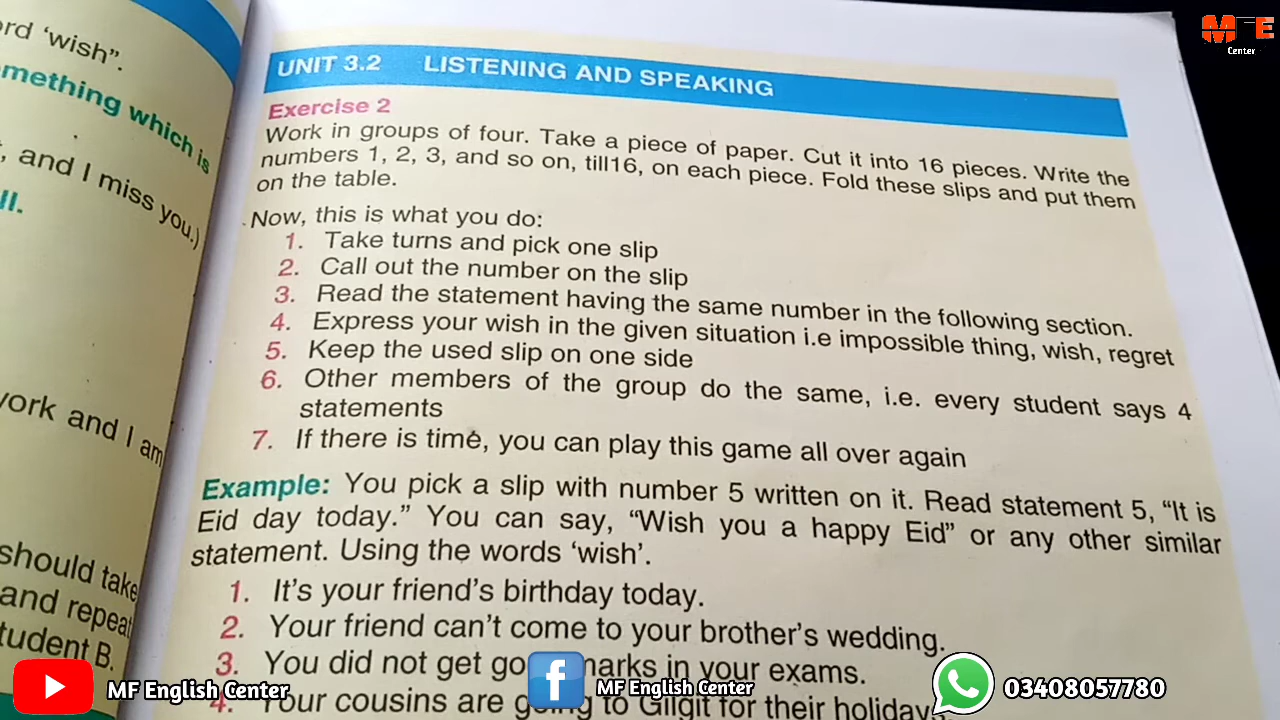 ord 'wish".
mething which is
, and I miss you.)
ll.
work and I am
should take
and repeat
tudent B.
UNIT 3.2 LISTENING AND SPEAKING
Exercise 2
Work in groups of four. Take a piece of paper. Cut it into 16 pieces. Write the
numbers 1, 2, 3, and so on, till16, on each piece. Fold these slips and put them
on the table.
Now, this is what you do:
1. Take turns and pick one slip
2. Call out the number on the slip
3. Read the statement having the same number in the following section.
4. Express your wish in the given situation i.e impossible thing, wish, regret
5. Keep the used slip on one side
6. Other members of the group do the same, i.e. every student says 4
statements
7. If there is time, you can play this game all over again
Example: You pick a slip with number 5 written on it. Read statement 5, "It is
Eid day today." You can say, "Wish you a happy Eid" or any other similar
statement. Using the words 'wish'.
1. It's your friend's birthday today.
2. Your friend can't come to your brother's wedding.
3. You did not get go marks in your exams.
4. Your cousins are going to Gilgit for their holidays.
MFE
Center
MF English Center
MF English Center
03408057780